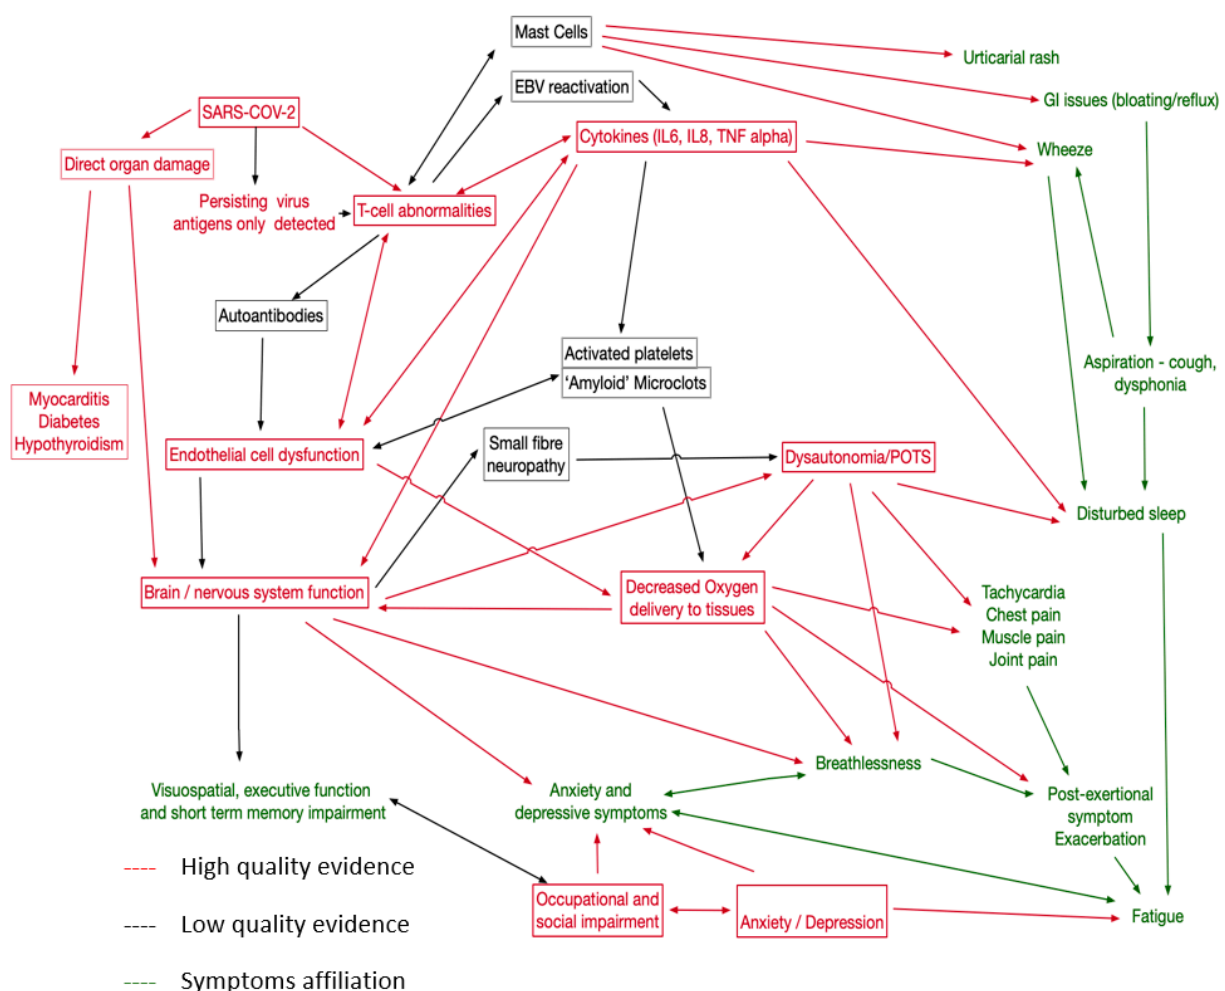 Mast Cells
Urticarial rash
EBV reactivation
GI issues (bloating/reflux)
SARS-COV-2
Cytokines (IL6, IL8, TNF alpha)
Wheeze
Direct organ damage
Persisting virus
antigens only detected
T-cell abnormalities
Autoantibodies
Activated platelets
'Amyloid' Microclots
Aspiration - cough,
dysphonia
Myocarditis
Diabetes
Hypothyroidism
Endothelial cell dysfunction
Small fibre
neuropathy
Dysautonomia/POTS
Disturbed sleep
Brain / nervous system function
Decreased Oxygen
delivery to tissues
Tachycardia
Chest pain
Muscle pain
Joint pain
Breathlessness
Visuospatial, executive function
and short term memory impairment
Anxiety and
depressive symptoms
Post-exertional
symptom
Exacerbation
---- High quality evidence
Occupational and
social impairment
Anxiety / Depression
Fatigue
---- Low quality evidence
---- Symptoms affiliation